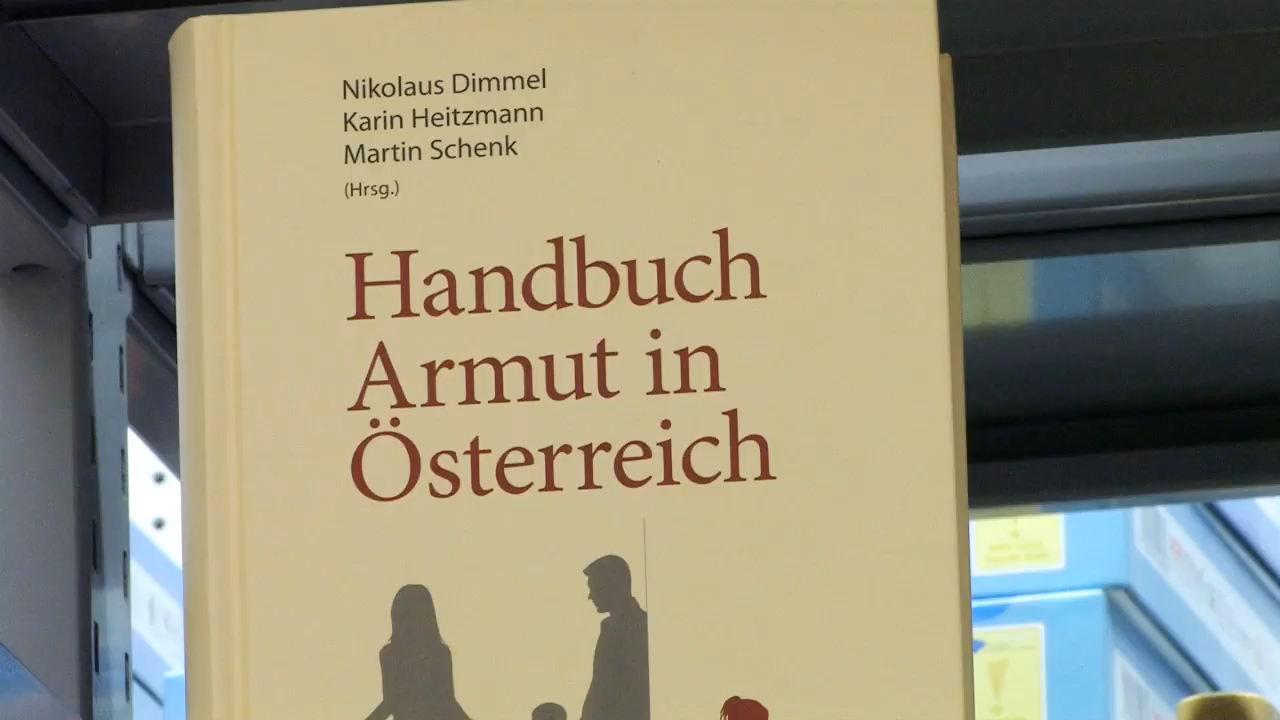 Nikolaus Dimmel
Karin Heitzmann
Martin Schenk
(Hrsg.)
Handbuch
Armut in
Österreich